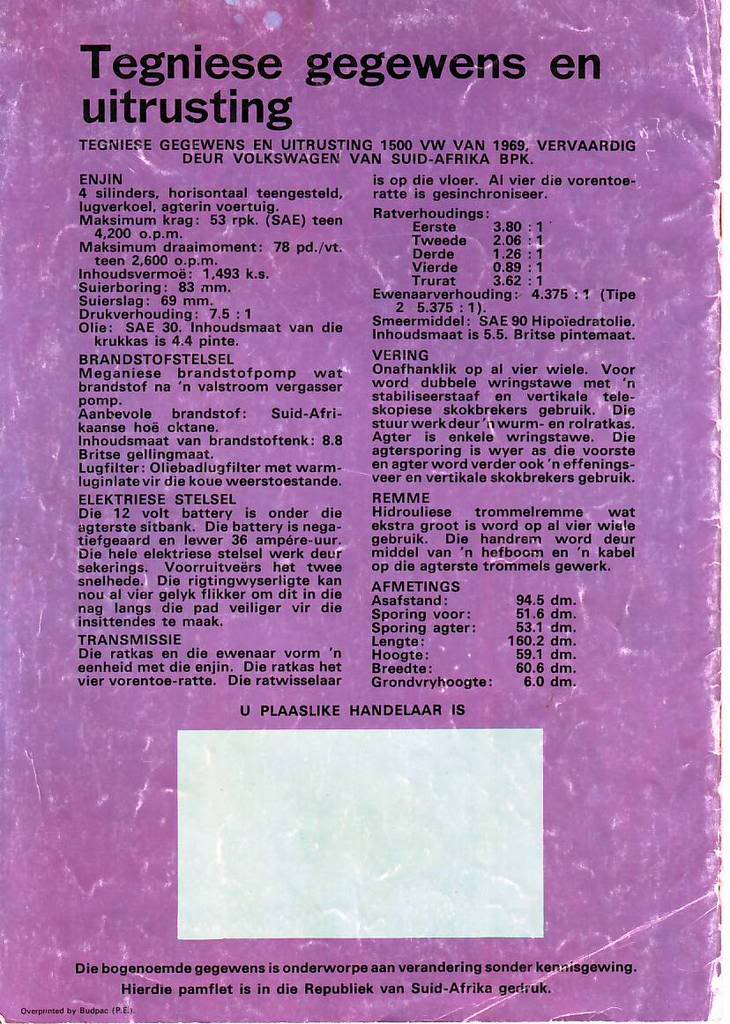 Tegniese gegewens en
uitrusting
TEGNIESE GEGEWENS EN UITRUSTING 1500 VW VAN 1969, VERVAARDIG
DEUR VOLKSWAGEN VAN SUID-AFRIKA BPK.
ENJIN
4 silinders, horisontaal teengesteld,
lugverkoel, agterin voertuig.
Maksimum krag: 53 rpk. (SAE) teen
4,200 o.p.m.
Maksimum draaimoment: 78 pd./vt.
teen 2,600 o.p.m.
Inhoudsvermoë: 1,493 k.s.
Suierboring: 83 mm.
Suierslag: 69 mm.
Drukverhouding: 7.5 : 1
Olie: SAE 30. Inhoudsmaat van die
krukkas is 4.4 pinte.
BRANDSTOFSTELSEL
Meganiese brandstofpomp wat
brandstof na 'n valstroom vergasser
pomp.
Aanbevole brandstof: Suid-Afri-
kaanse hoë oktane.
Inhoudsmaat van brandstoftenk: 8.8
Britse gellingmaat.
Lugfilter: Oliebadlugfilter met warm-
luginlate vir die koue weerstoestande.
ELEKTRIESE STELSEL
Die 12 volt battery is onder die
agterste sitbank. Die battery is nega-
tiefgeaard en lewer 36 ampére-uur.
Die hele elektriese stelsel werk deur
sekerings. Voorruitveërs het twee
snelhede. Die rigtingwyserligte kan
nou al vier gelyk flikker om dit in die
nag langs die pad veiliger vir die
insittendes te maak.
TRANSMISSIE
Die ratkas en die ewenaar vorm 'n
eenheid met die enjin. Die ratkas het
vier vorentoe-ratte. Die ratwisselaar
is op die vloer. Al vier die vorentoe-
ratte is gesinchroniseer.
Ratverhoudings:
Eerste 3.80 : 1
Tweede 2.06 : 1
Derde 1.26 : 1
Vierde 0.89 : 1
Trurat 3.62 : 1
Ewenaarverhouding: 4.375 : 1 (Tipe
2 5.375 : 1).
Smeermiddel: SAE 90 Hipoïedratolie.
Inhoudsmaat is 5.5. Britse pintemaat.
VERING
Onafhanklik op al vier wiele. Voor
word dubbele wringstawe met 'n
stabiliseerstaaf en vertikale tele-
skopiese skokbrekers gebruik. Die
stuur werk deur 'n wurm- en rolratkas.
Agter is enkele wringstawe. Die
agtersporing is wyer as die voorste
en agter word verder ook 'n effenings-
veer en vertikale skokbrekers gebruik.
REMME
Hidrouliese trommelremme wat
ekstra groot is word op al vier wiele
gebruik. Die handrem word deur
middel van 'n hefboom en 'n kabel
op die agterste trommels gewerk.
AFMETINGS
Asafstand: 94.5 dm.
Sporing voor: 51.6 dm.
Sporing agter: 53.1 dm.
Lengte: 160.2 dm.
Hoogte: 59.1 dm.
Breedte: 60.6 dm.
Grondvryhoogte: 6.0 dm.
U PLAASLIKE HANDELAAR IS
Die bogenoemde gegewens is onderworpe aan verandering sonder kennisgewing.
Hierdie pamflet is in die Republiek van Suid-Afrika gedruk.
Overprinted by Budpac (P.E.).